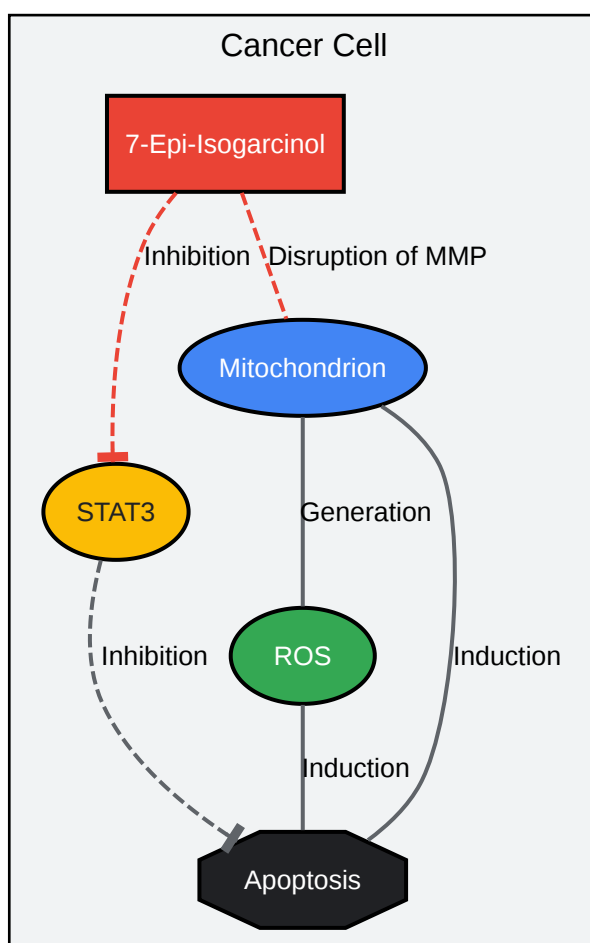 Cancer Cell
7-Epi-Isogarcinol
Inhibition
Disruption of MMP
Mitochondrion
STAT3
Generation
Inhibition
ROS
Induction
Induction
Apoptosis